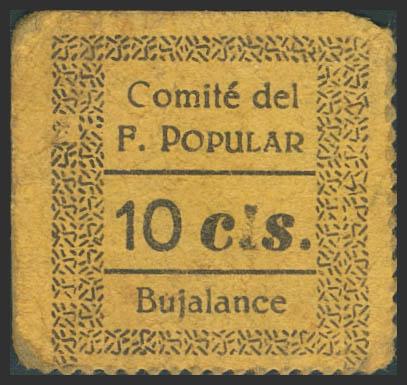 Comité del
F. POPULAR
10 cts.
Bujalance